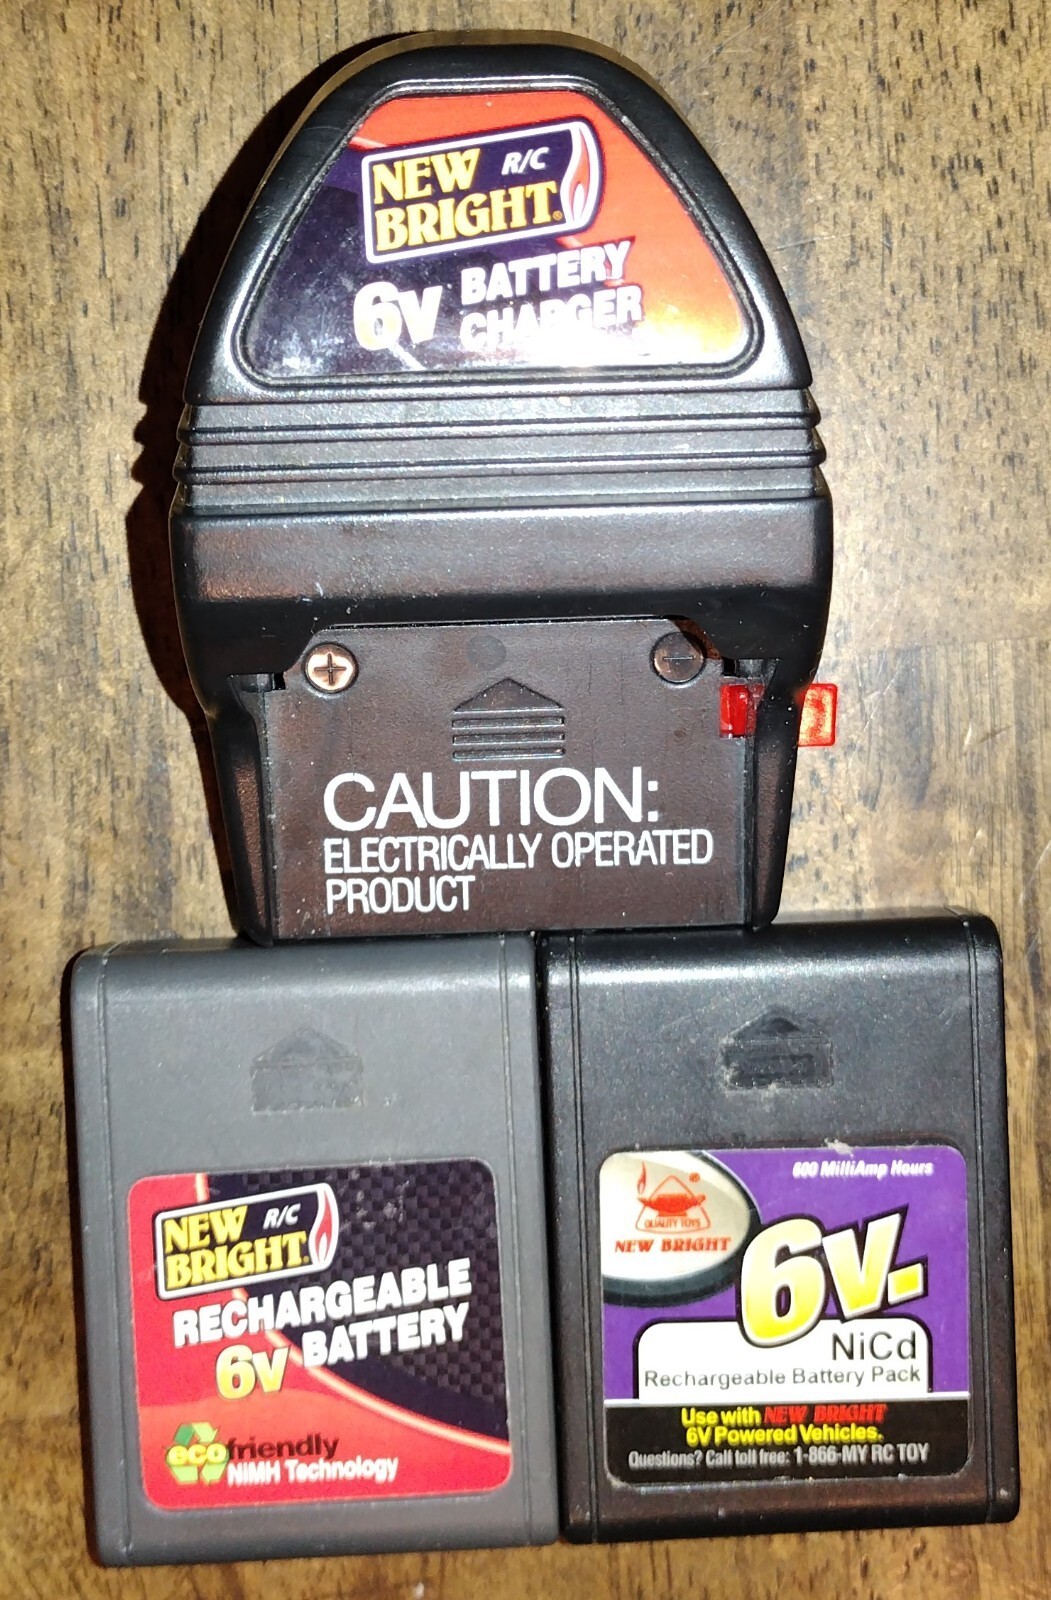 NEW R/C
BRIGHT®
6V BATTERY
CHARGER
CAUTION:
ELECTRICALLY OPERATED
PRODUCT
NEW R/C
BRIGHT®
RECHARGEABLE
6V BATTERY
eco friendly
NiMH Technology
600 MilliAmp Hours
®
QUALITY TOYS
NEW BRIGHT
6V.
NiCd
Rechargeable Battery Pack
Use with NEW BRIGHT
6V Powered Vehicles.
Questions? Call toll free: 1-866-MY RC TOY